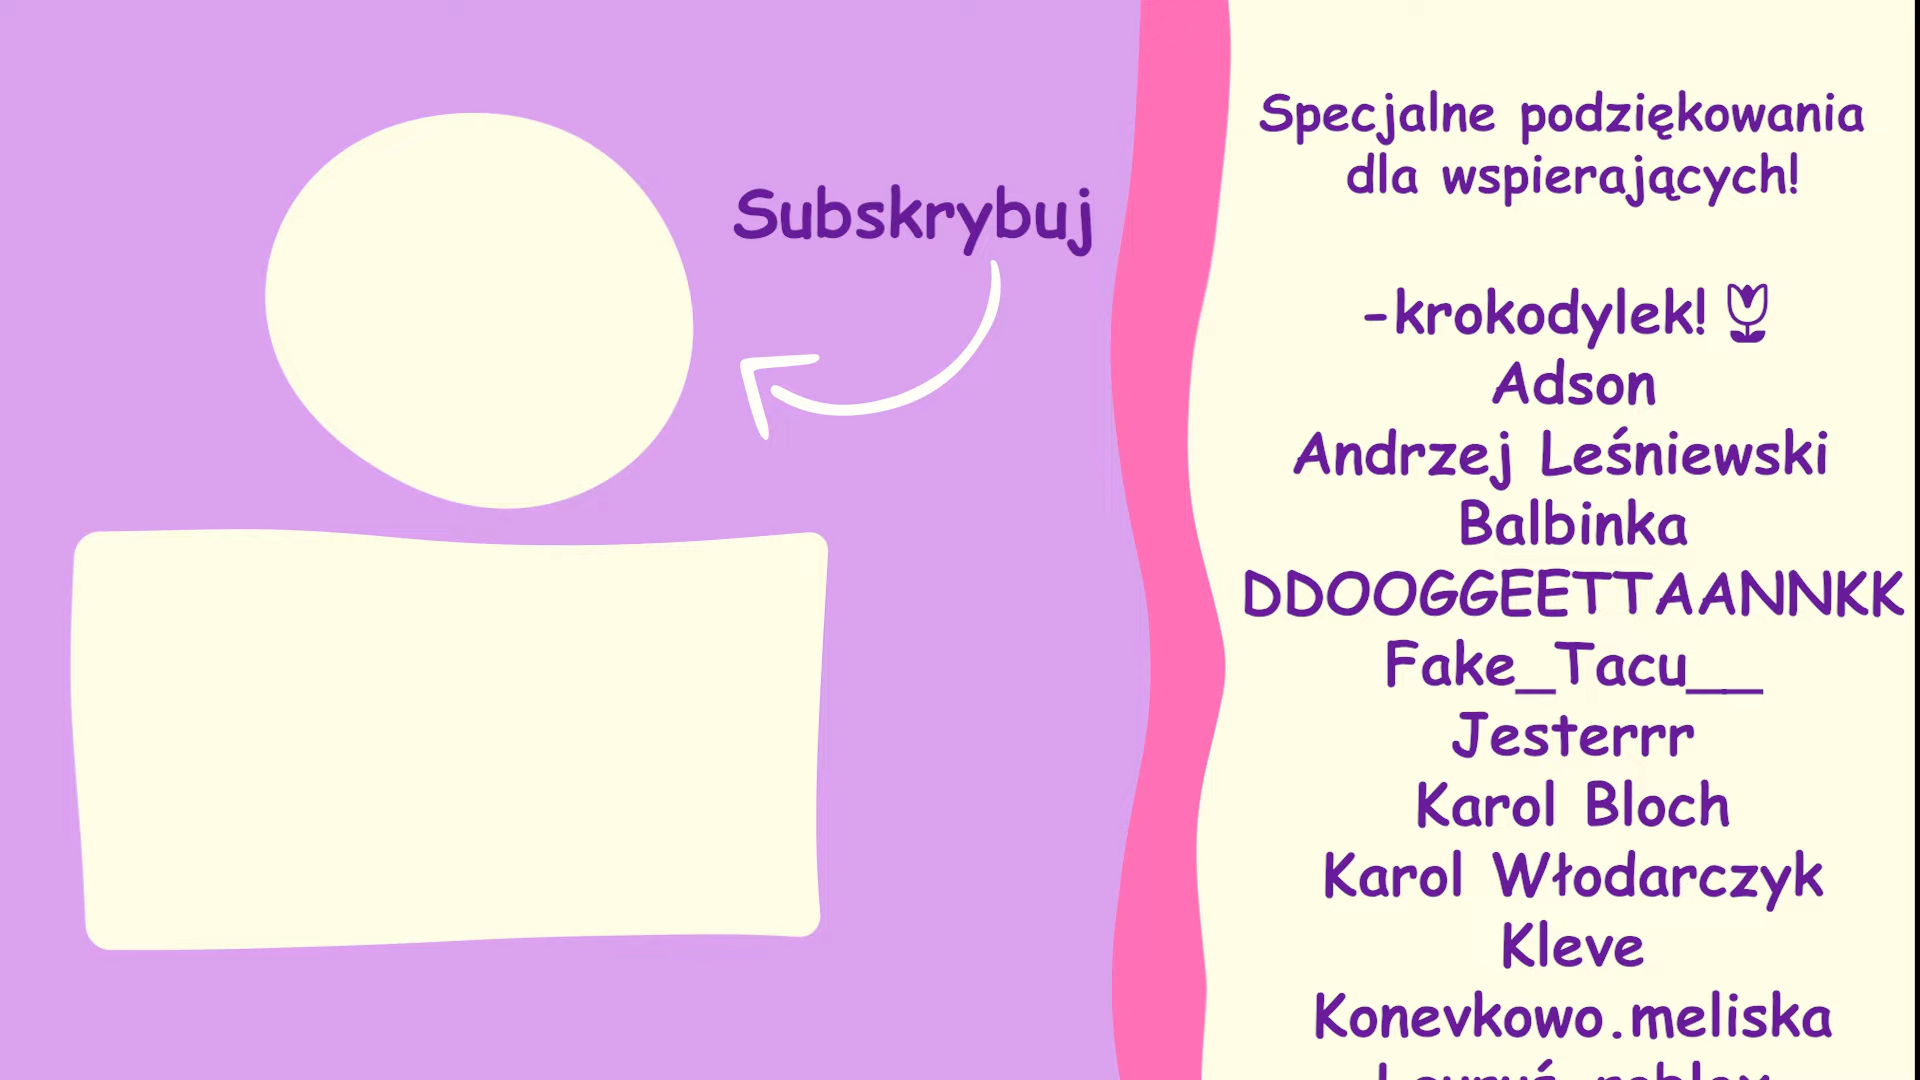 Subskrybuj
Specjalne podziękowania
dla wspierających!
-krokodylek!🌷
Adson
Andrzej Leśniewski
Balbinka
DDOOGGEETTAANNKK
Fake_Tacu__
Jesterrr
Karol Bloch
Karol Włodarczyk
Kleve
Konevkowo.meliska